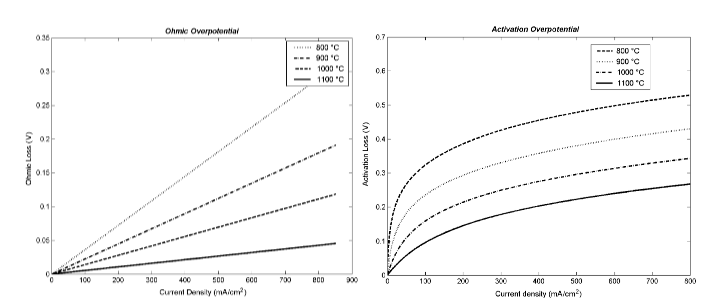 Ohmic Overpotential
0.35
0.3
0.25
0.2
0.15
0.1
0.05
0
Ohmic Loss (V)
800 °C
900 °C
1000 °C
1100 °C
0 100 200 300 400 500 600 700 800 900
Current Density (mA/cm²)
Activation Overpotential
0.7
0.6
0.5
0.4
0.3
0.2
0.1
0
Activation Loss (V)
800 °C
900 °C
1000 °C
1100 °C
0 100 200 300 400 500 600 700 800
Current density (mA/cm²)